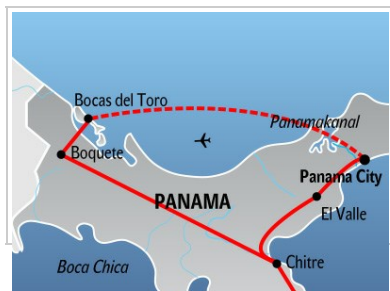 Bocas del Toro
Panamakanal
Boquete
Panama City
PANAMA
El Valle
Boca Chica
Chitre